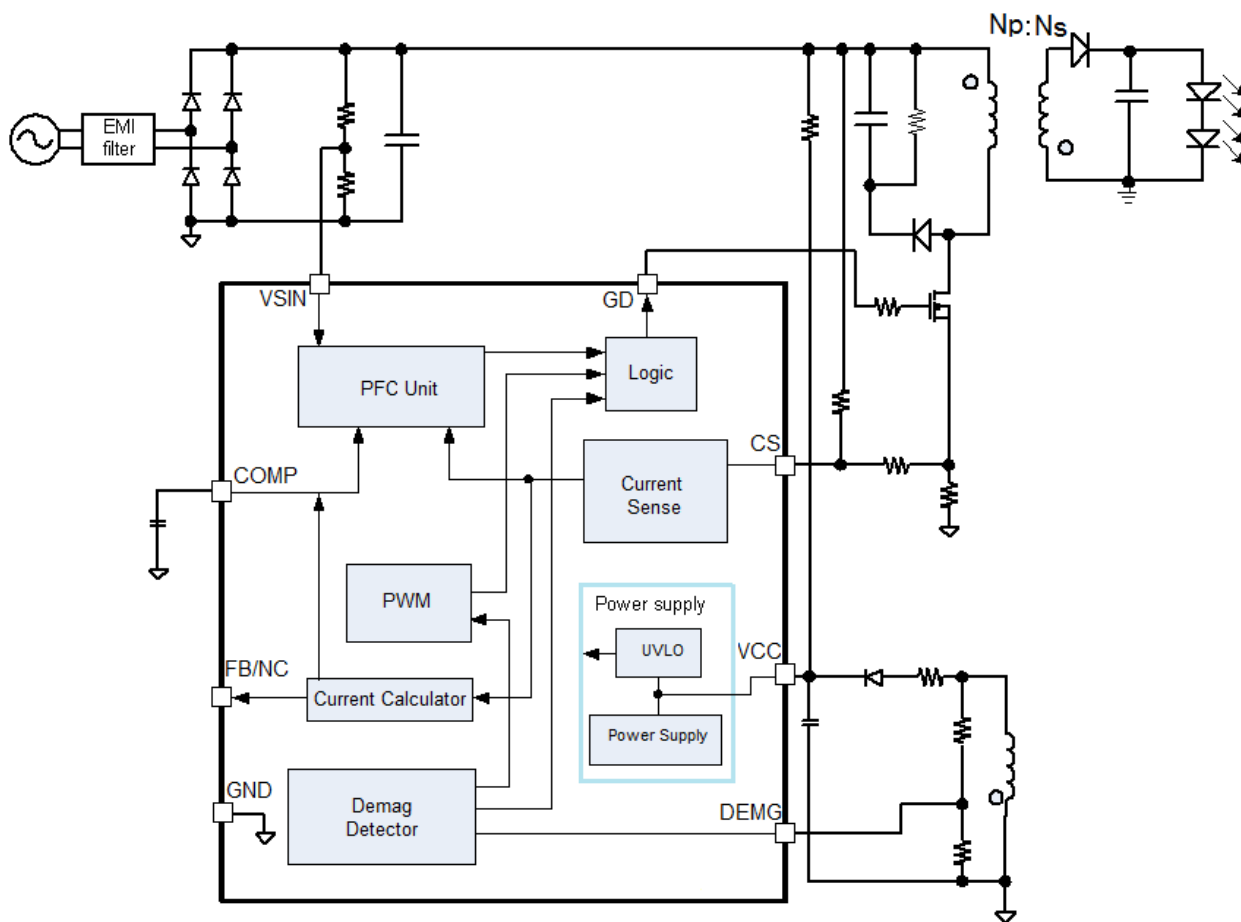 Np:Ns
EMI
filter
VSIN
GD
PFC Unit
Logic
CS
COMP
Current
Sense
PWM
Power supply
UVLO
VCC
FB/NC
Current Calculator
Power Supply
GND
Demag
Detector
DEMG